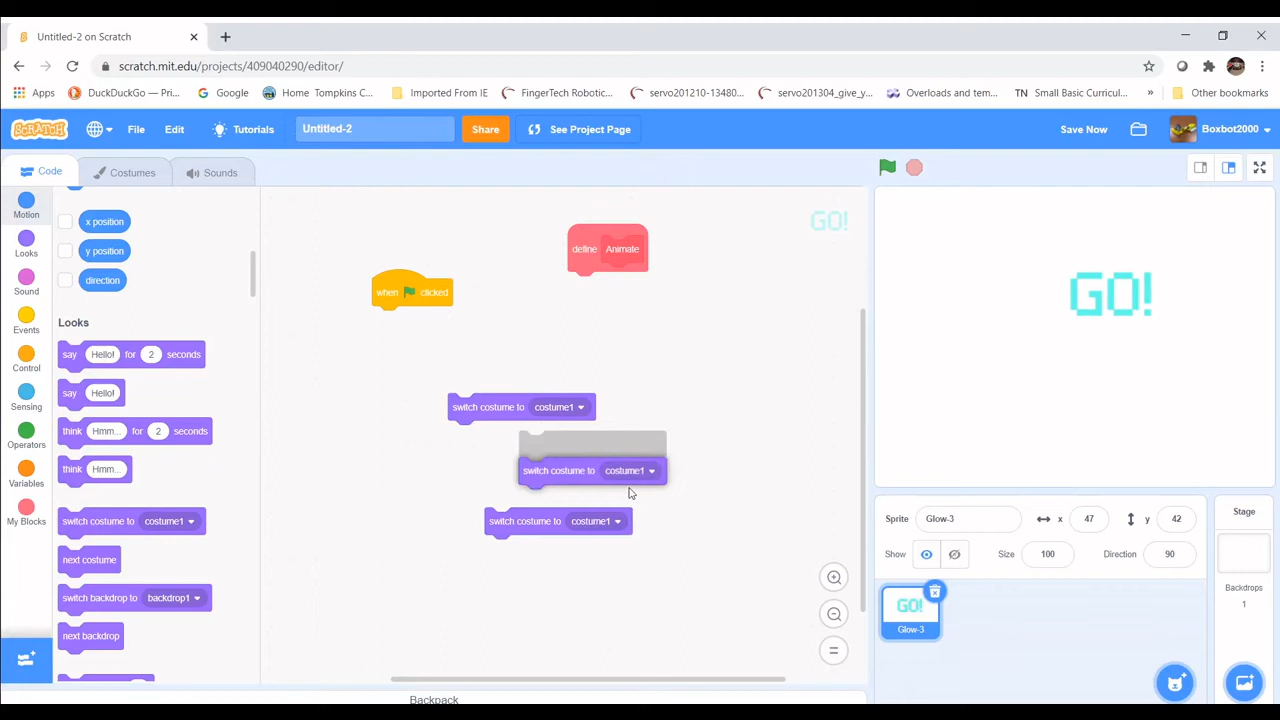 Untitled-2 on Scratch
scratch.mit.edu/projects/409040290/editor/
Apps DuckDuckGo — Pri... Google Home Tompkins C... Imported From IE FingerTech Robotic... servo201210-13480... servo201304_give_y... Overloads and tem... TN Small Basic Curricul... » Other bookmarks
SCRATCH File Edit Tutorials Untitled-2 Share See Project Page Save Now Boxbot2000
Code Costumes Sounds
Motion
Looks
Sound
Events
Control
Sensing
Operators
Variables
My Blocks
x position
y position
direction
Looks
say Hello! for 2 seconds
say Hello!
think Hmm... for 2 seconds
think Hmm...
switch costume to costume1
next costume
switch backdrop to backdrop1
next backdrop
GO!
define Animate
when clicked
switch costume to costume1
switch costume to costume1
switch costume to costume1
Backpack
GO!
Sprite Glow-3 x 47 y 42
Show Size 100 Direction 90
GO!
Glow-3
Stage
Backdrops
1